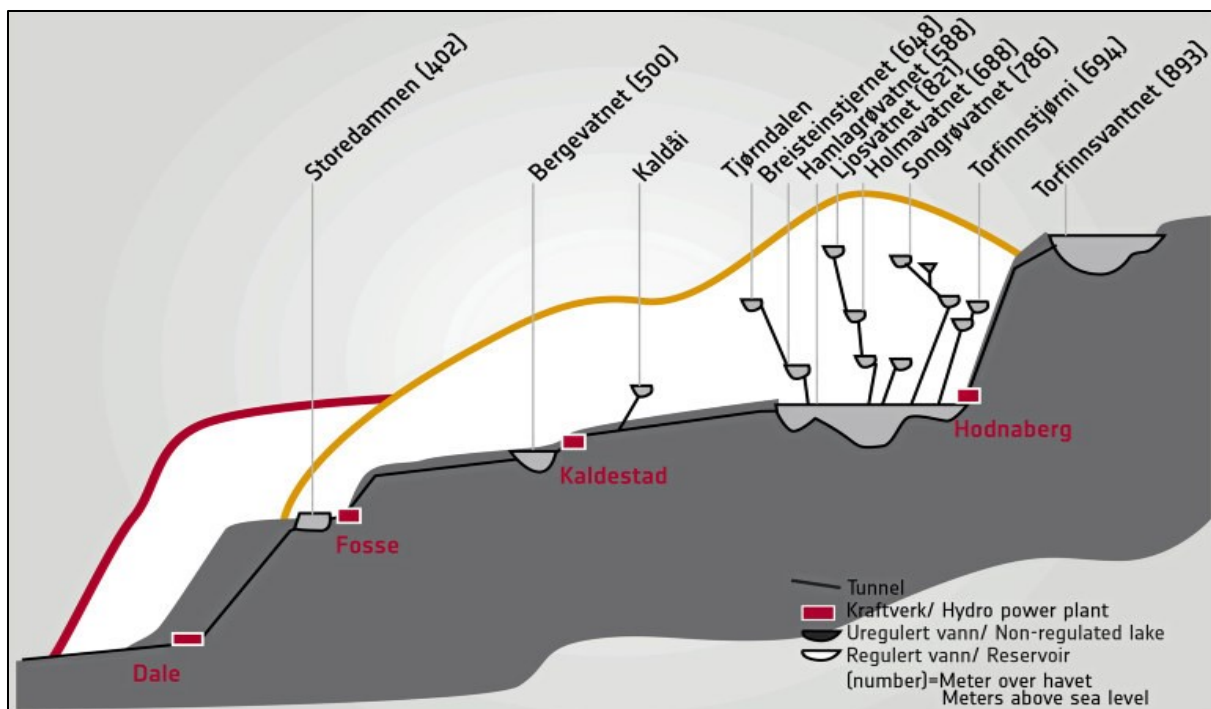 Storedammen (402)
Bergevatnet (500)
Kaldåi
Tjørndalen
Breisteinstjernet (648)
Hamlagrøvatnet (588)
Ljosvatnet (821)
Holmavatnet (688)
Songrøvatnet (786)
Torfinnstjørni (694)
Torfinnsvantnet (893)
Hodnaberg
Kaldestad
Fosse
Dale
Tunnel
Kraftverk/ Hydro power plant
Uregulert vann/ Non-regulated lake
Regulert vann/ Reservoir
(number)=Meter over havet
Meters above sea level